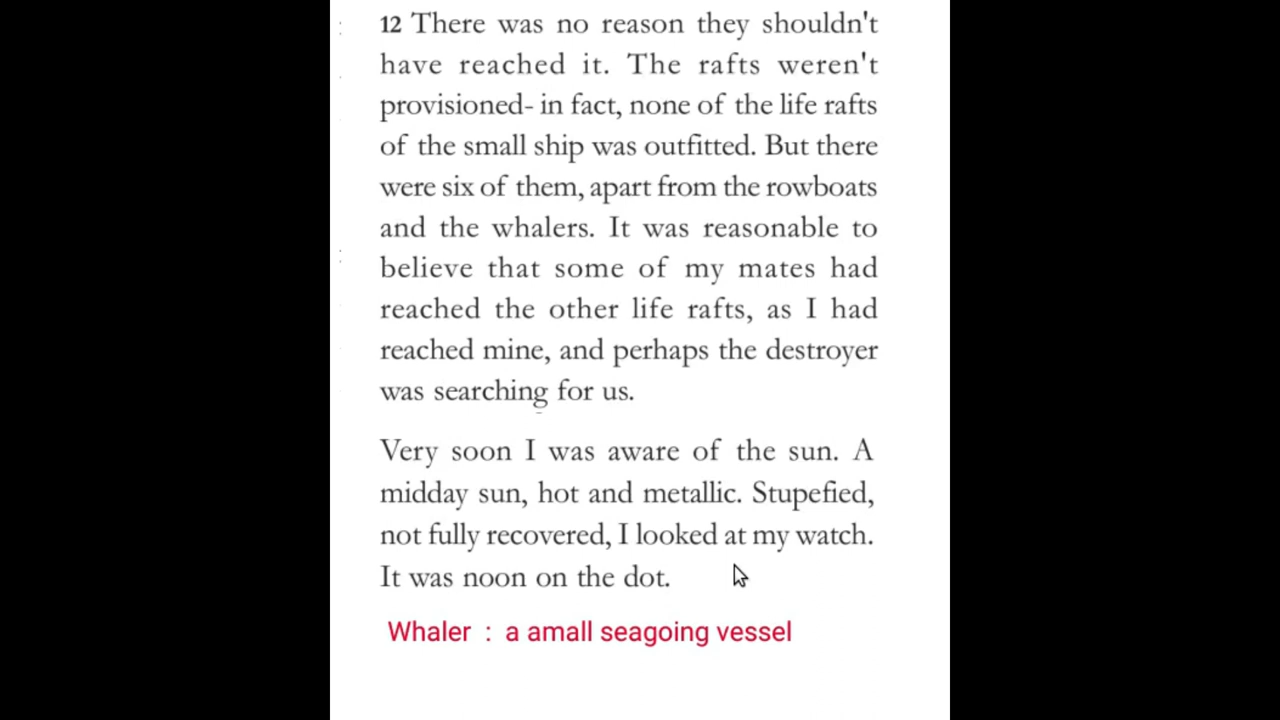 12 There was no reason they shouldn't
have reached it. The rafts weren't
provisioned- in fact, none of the life rafts
of the small ship was outfitted. But there
were six of them, apart from the rowboats
and the whalers. It was reasonable to
believe that some of my mates had
reached the other life rafts, as I had
reached mine, and perhaps the destroyer
was searching for us.
Very soon I was aware of the sun. A
midday sun, hot and metallic. Stupefied,
not fully recovered, I looked at my watch.
It was noon on the dot.
Whaler : a amall seagoing vessel